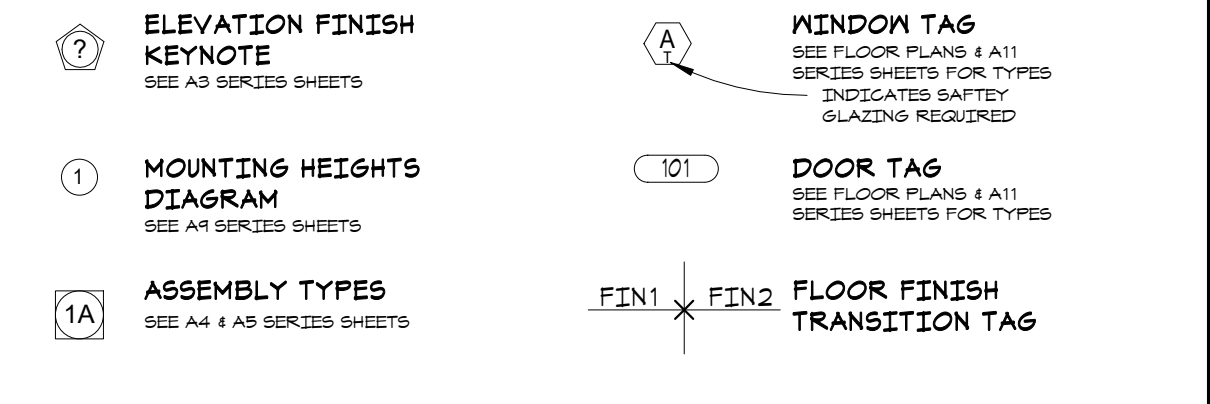 ?
ELEVATION FINISH
KEYNOTE
SEE A3 SERIES SHEETS
1
MOUNTING HEIGHTS
DIAGRAM
SEE A9 SERIES SHEETS
1A
ASSEMBLY TYPES
SEE A4 & A5 SERIES SHEETS
A
T
WINDOW TAG
SEE FLOOR PLANS & A11
SERIES SHEETS FOR TYPES
INDICATES SAFTEY
GLAZING REQUIRED
101
DOOR TAG
SEE FLOOR PLANS & A11
SERIES SHEETS FOR TYPES
FIN1 FIN2
FLOOR FINISH
TRANSITION TAG